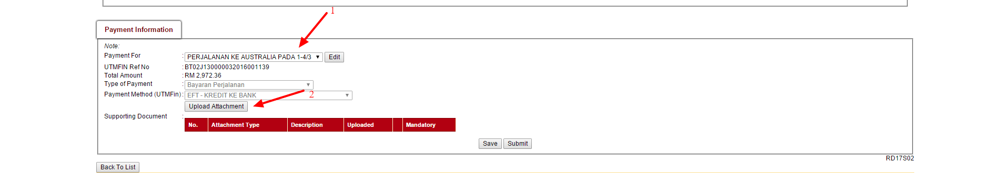 1
Payment Information
Note:
Payment For : PERJALANAN KE AUSTRALIA PADA 1-4/3 Edit
UTMFIN Ref No : BT02J130000032016001139
Total Amount : RM 2,972.36
Type of Payment : Bayaran Perjalanan
Payment Method (UTMFin) : EFT - KREDIT KE BANK 2
Upload Attachment
Supporting Document :
No. Attachment Type Description Uploaded Mandatory
Save Submit
RD17S02
Back To List